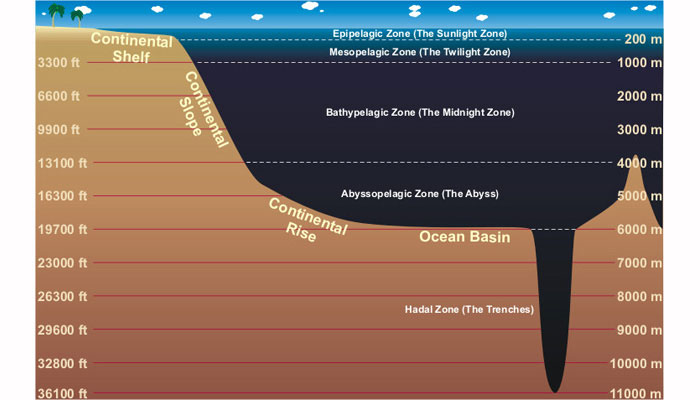 Epipelagic Zone (The Sunlight Zone)
200 m
Continental
Shelf
Mesopelagic Zone (The Twilight Zone)
3300 ft
1000 m
Continental
Slope
6600 ft
2000 m
Bathypelagic Zone (The Midnight Zone)
9900 ft
3000 m
13100 ft
4000 m
16300 ft
Abyssopelagic Zone (The Abyss)
5000 m
Continental
Rise
19700 ft
Ocean Basin
6000 m
23000 ft
7000 m
26300 ft
8000 m
Hadal Zone (The Trenches)
29600 ft
9000 m
32800 ft
10000 m
36100 ft
11000 m